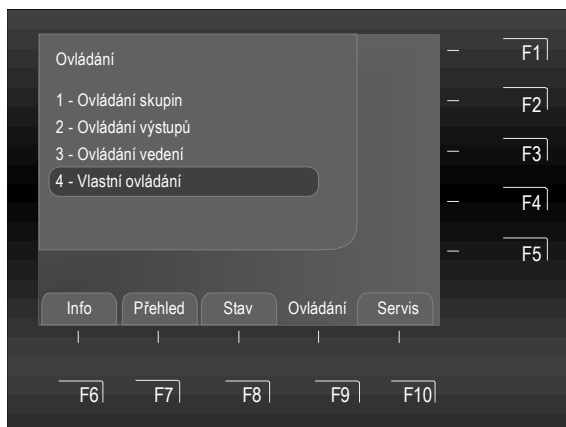 Ovládání
1 - Ovládání skupin
2 - Ovládání výstupů
3 - Ovládání vedení
4 - Vlastní ovládání
F1
F2
F3
F4
F5
Info Přehled Stav Ovládání Servis
F6 F7 F8 F9 F10